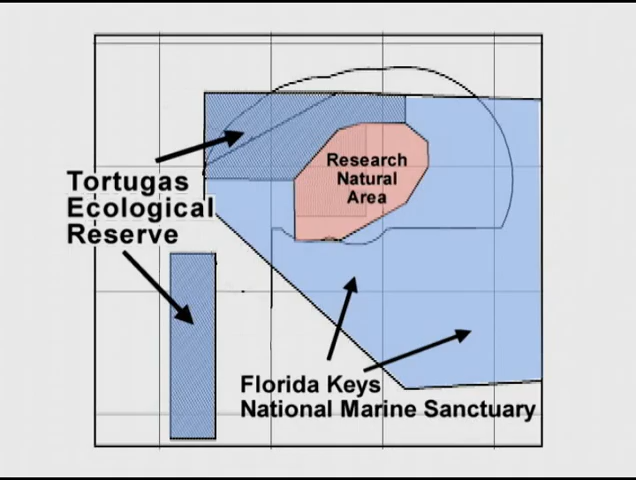 Research
Natural
Area
Tortugas
Ecological
Reserve
Florida Keys
National Marine Sanctuary